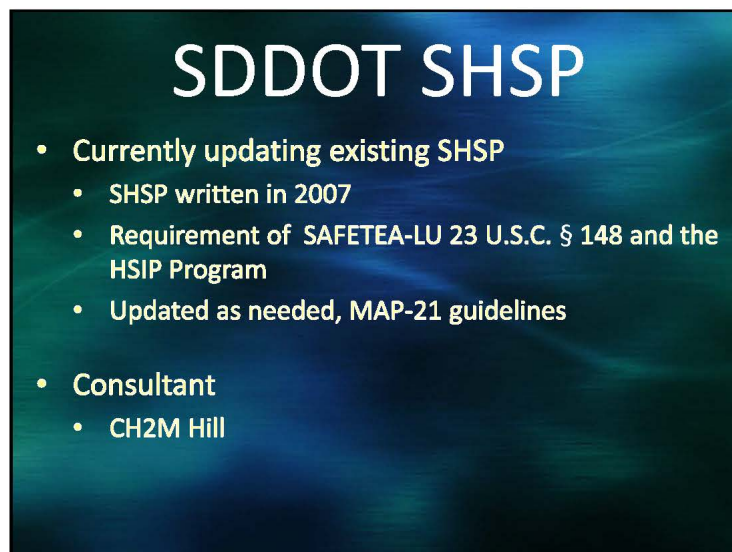 SDDOT SHSP
• Currently updating existing SHSP
• SHSP written in 2007
• Requirement of SAFETEA-LU 23 U.S.C. § 148 and the
HSIP Program
• Updated as needed, MAP-21 guidelines
• Consultant
• CH2M Hill